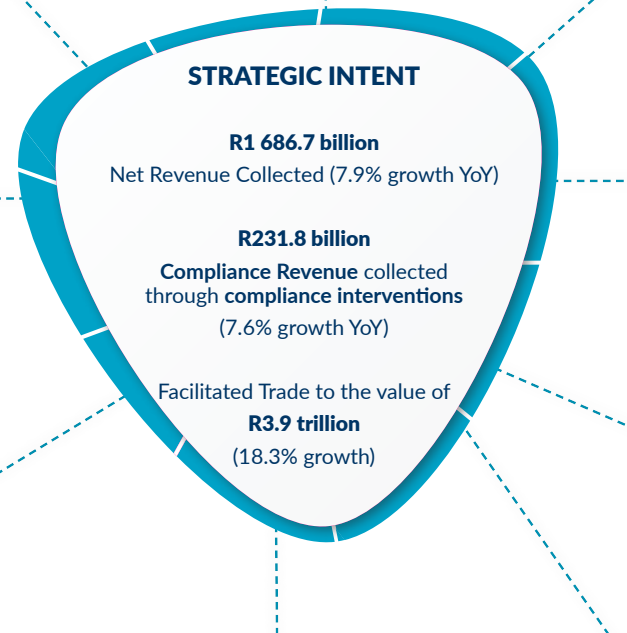 STRATEGIC INTENT
R1 686.7 billion
Net Revenue Collected (7.9% growth YoY)
R231.8 billion
Compliance Revenue collected
through compliance interventions
(7.6% growth YoY)
Facilitated Trade to the value of
R3.9 trillion
(18.3% growth)